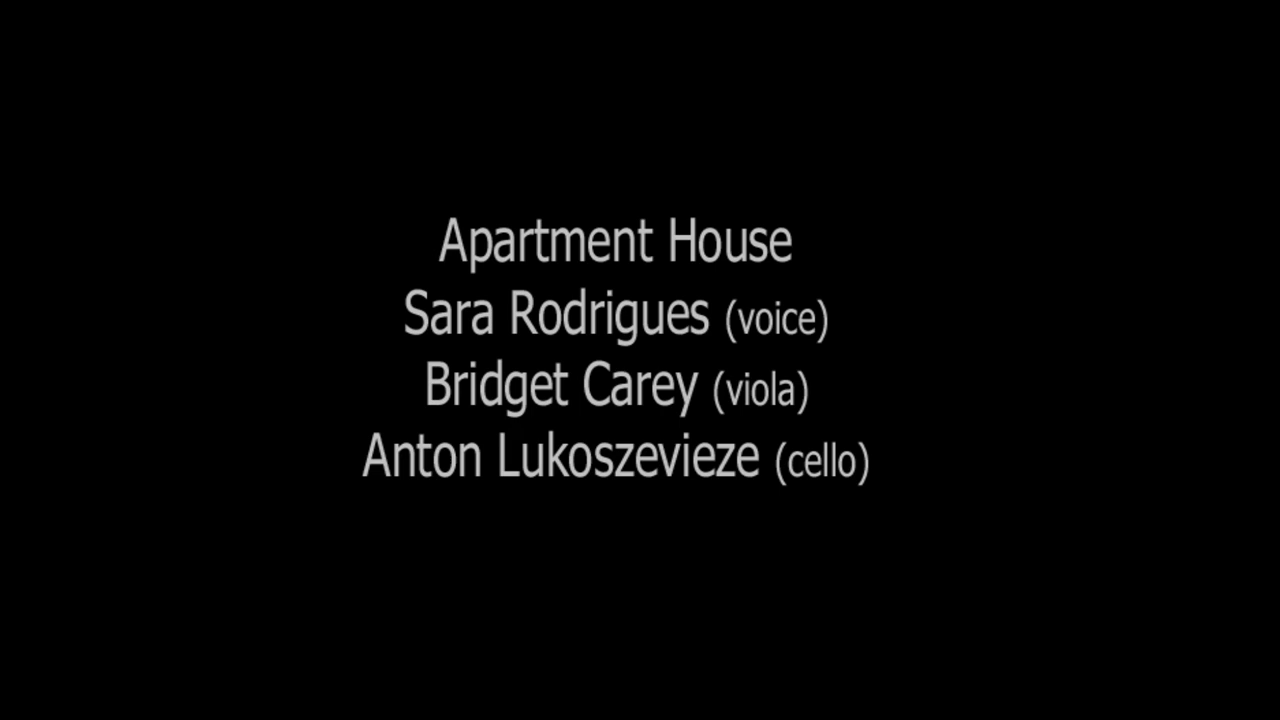 Apartment House
Sara Rodrigues (voice)
Bridget Carey (viola)
Anton Lukoszevieze (cello)